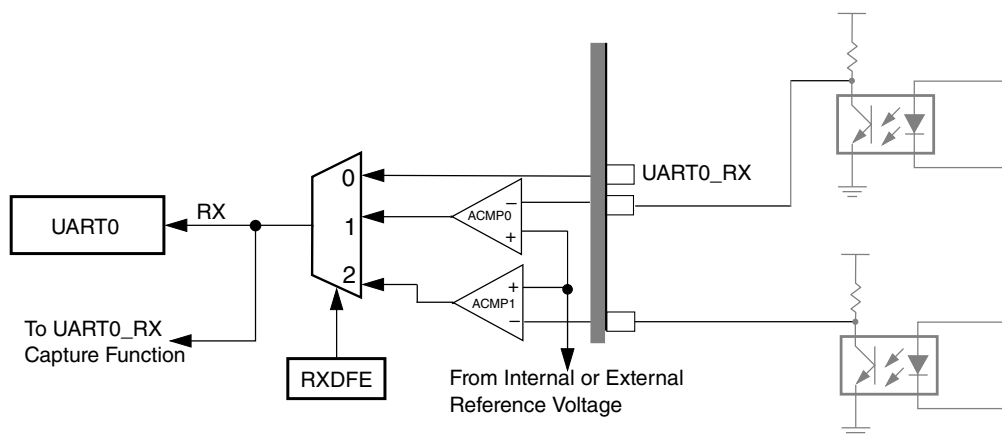 UART0_RX
0
RX
ACMP0
−
+
UART0
1
2
+
ACMP1
−
To UART0_RX
Capture Function
RXDFE
From Internal or External
Reference Voltage